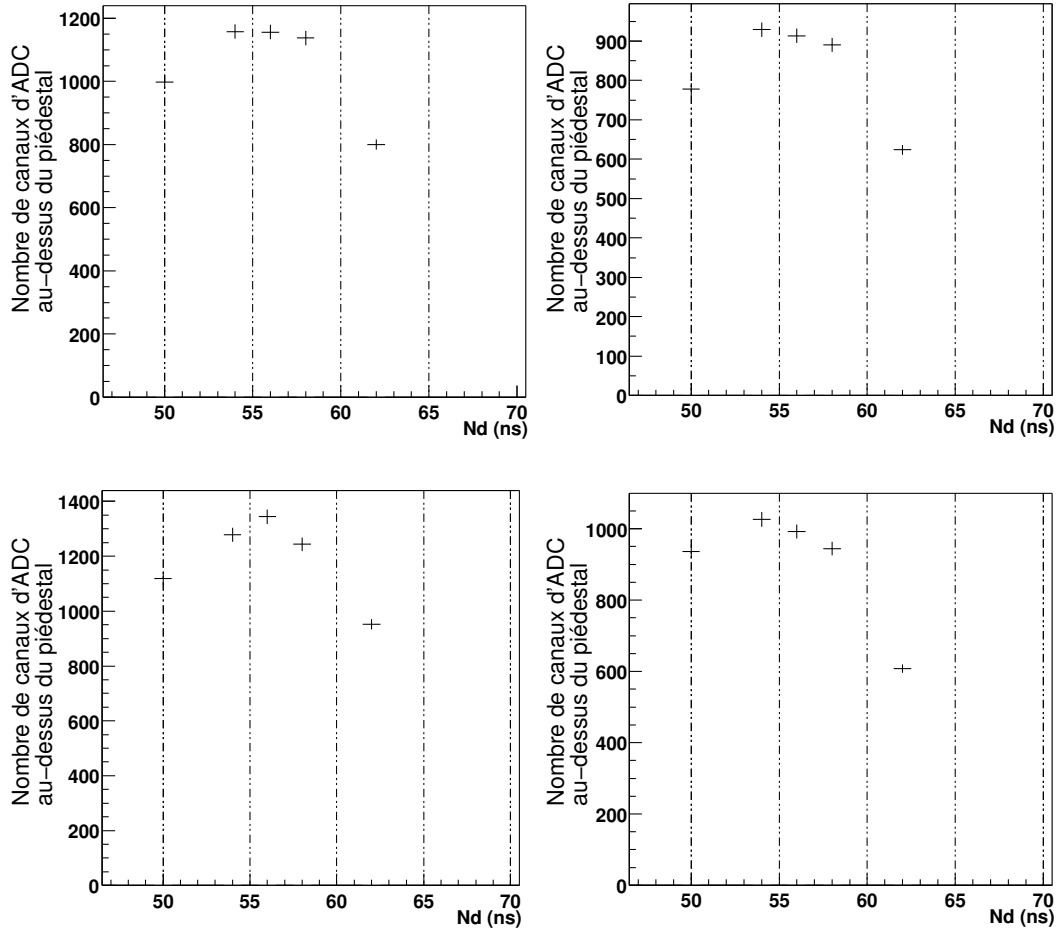 Nombre de canaux d'ADC
au−dessus du piédestal
1200
1000
800
600
400
200
0
50 55 60 65 70
Nd (ns)
Nombre de canaux d'ADC
au−dessus du piédestal
900
800
700
600
500
400
300
200
100
0
50 55 60 65 70
Nd (ns)
Nombre de canaux d'ADC
au−dessus du piédestal
1400
1200
1000
800
600
400
200
0
50 55 60 65 70
Nd (ns)
Nombre de canaux d'ADC
au−dessus du piédestal
1000
800
600
400
200
0
50 55 60 65 70
Nd (ns)